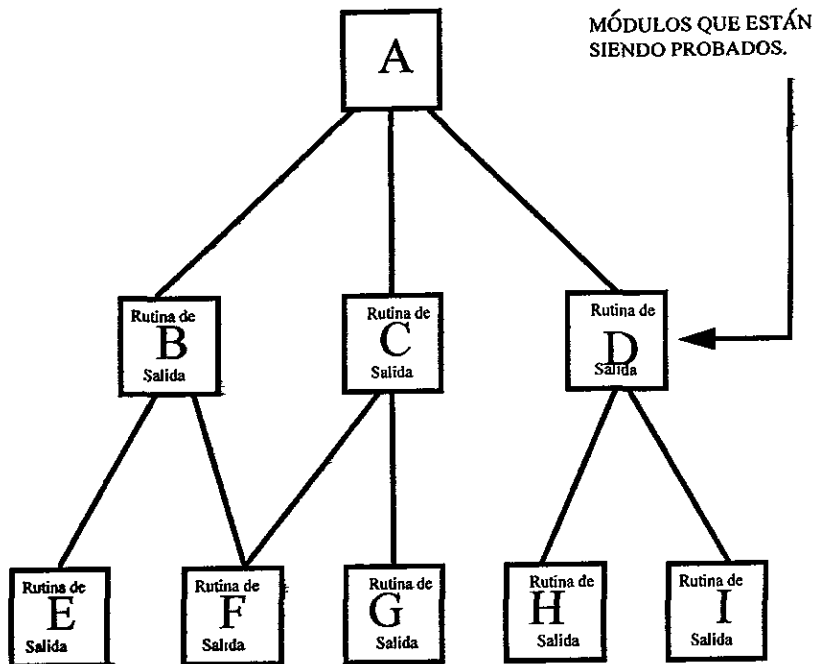 MÓDULOS QUE ESTÁN
SIENDO PROBADOS.
A
Rutina de
B
Salida
Rutina de
C
Salida
Rutina de
D
Salida
Rutina de
E
Salida
Rutina de
F
Salida
Rutina de
G
Salida
Rutina de
H
Salida
Rutina de
I
Salida